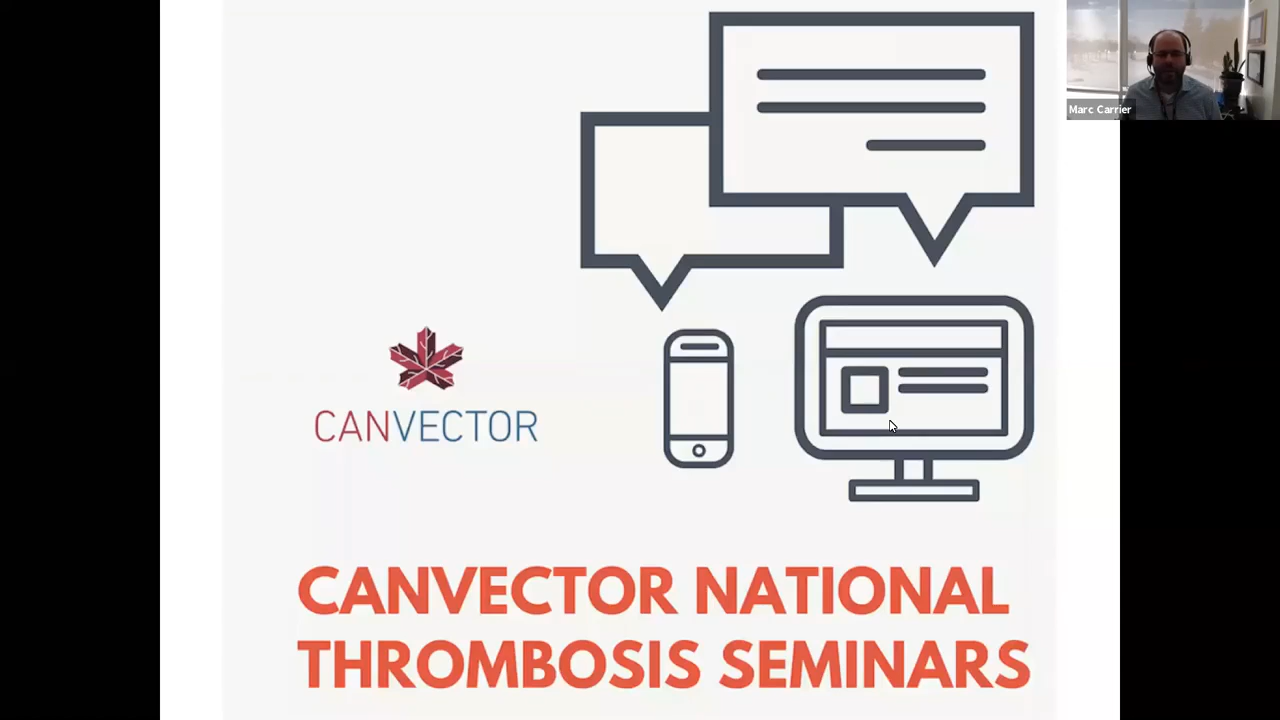 Marc Carrier
CANVECTOR
CANVECTOR NATIONAL
THROMBOSIS SEMINARS